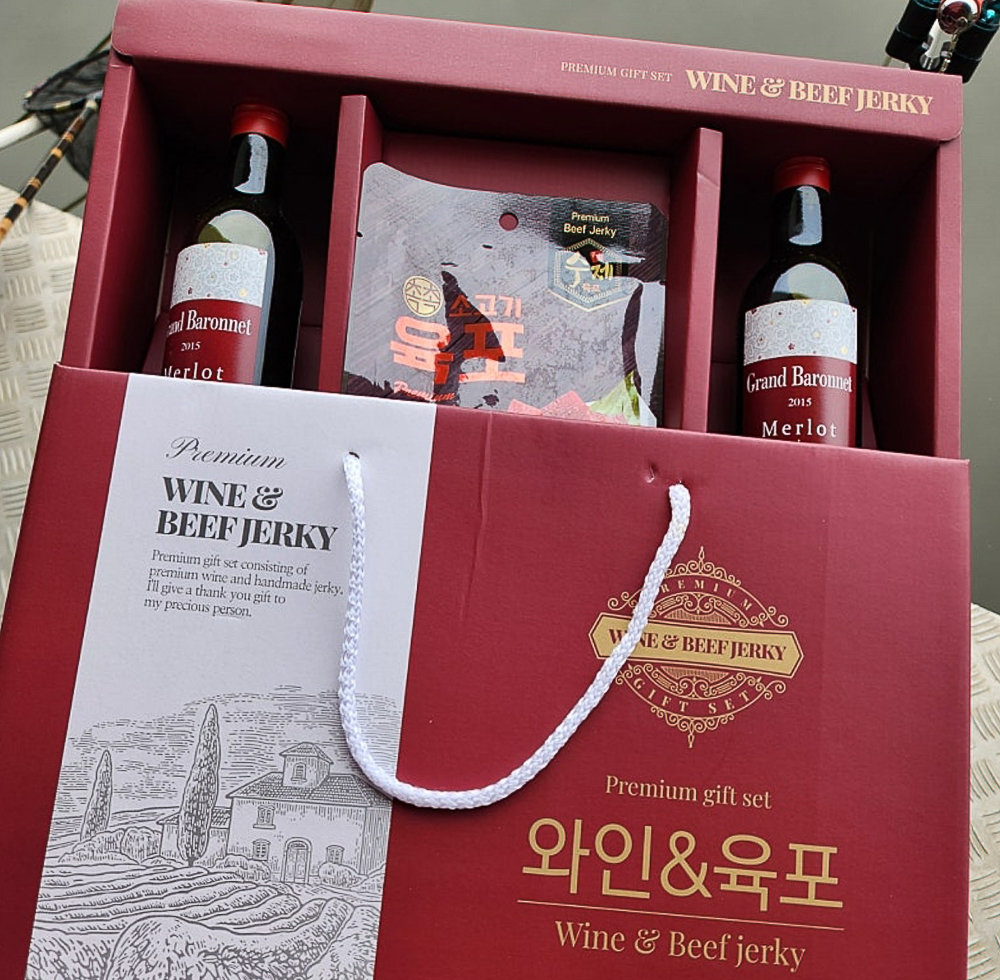 PREMIUM GIFT SET WINE & BEEF JERKY
Premium
Beef Jerky
수제
육포
소고기
육포
Premium
Grand Baronnet
2015
Merlot
Grand Baronnet
2015
Merlot
Premium
WINE &
BEEF JERKY
Premium gift set consisting of
premium wine and handmade jerky.
I'll give a thank you gift to
my precious person.
PREMIUM
WINE & BEEF JERKY
GIFT SET
Premium gift set
와인&육포
Wine & Beef jerky